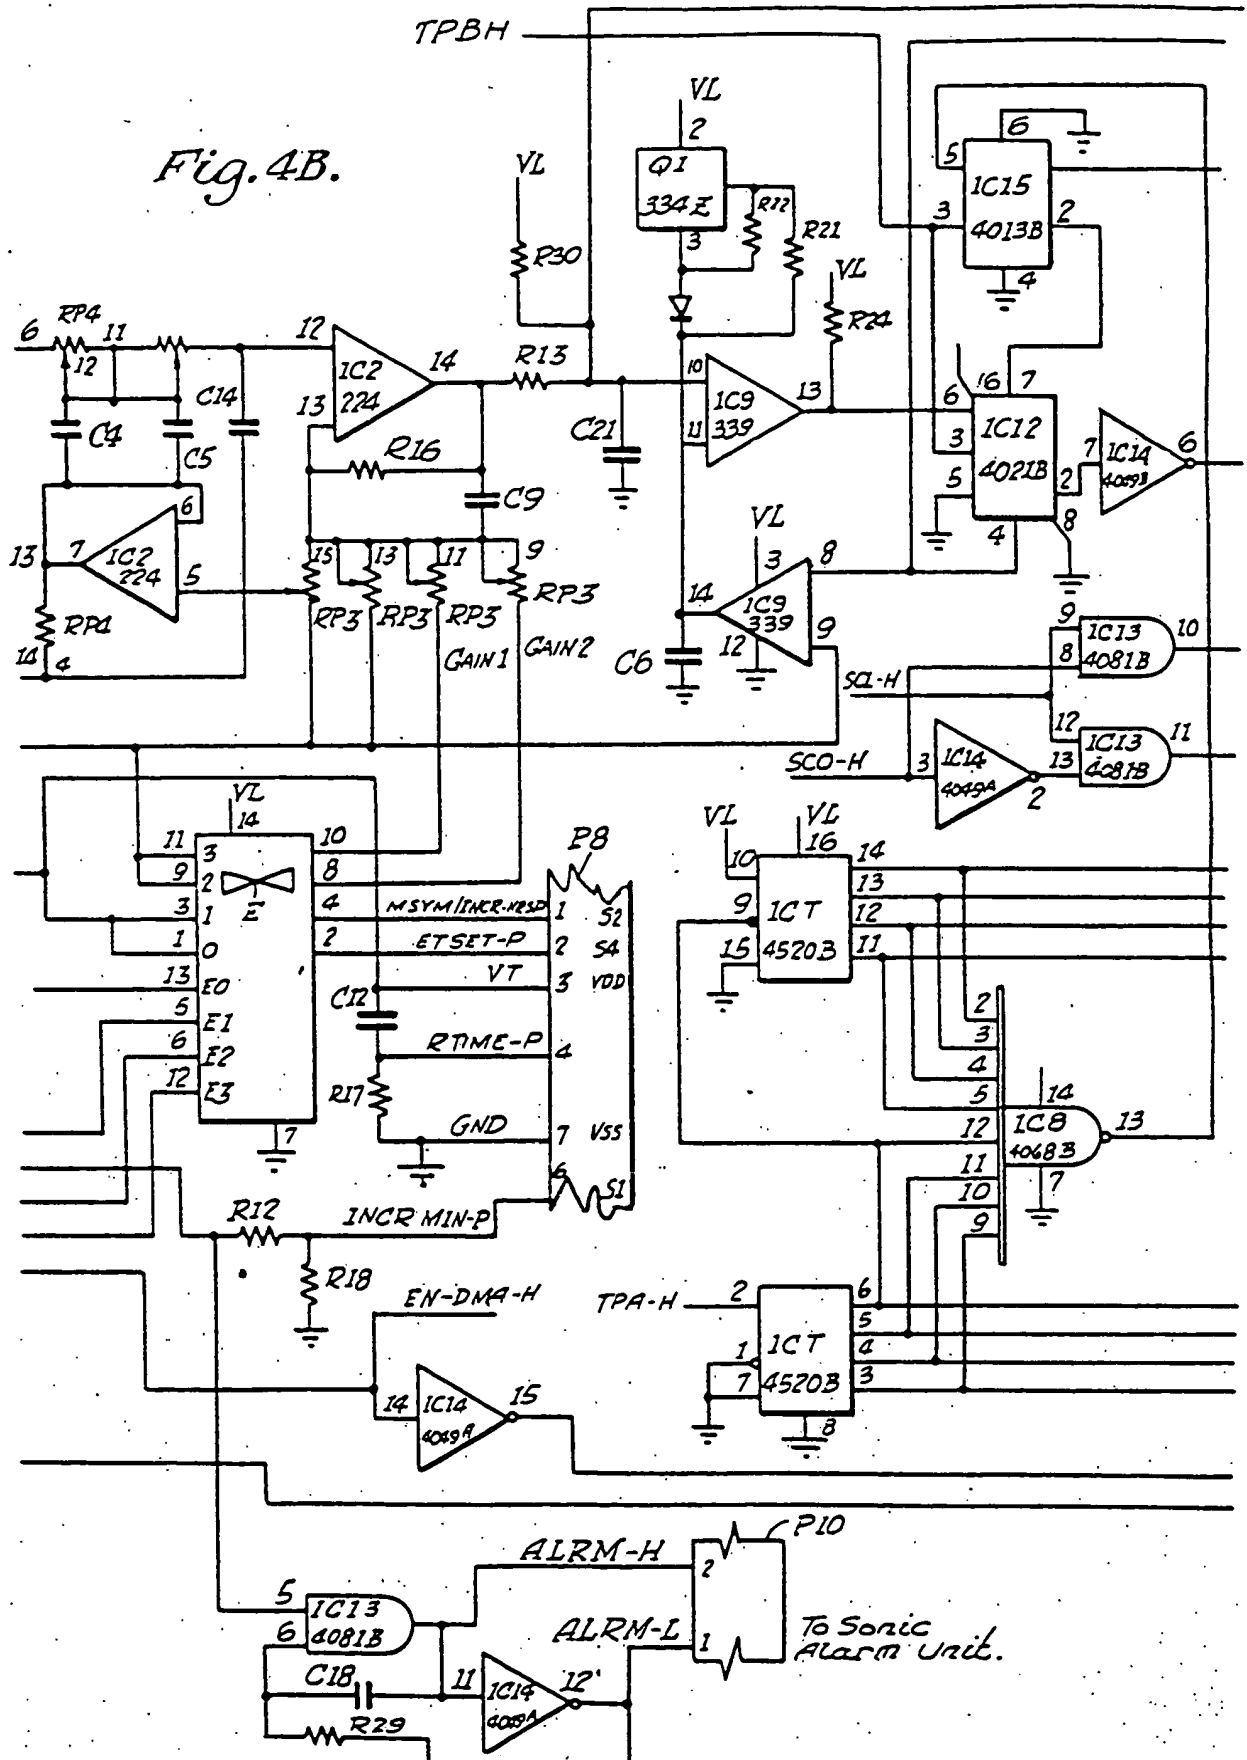 TPBH
Fig. 4B.
VL
2
Q1
334Z
3
R22
R21
VL
R30
VL
R24
6
5
IC15
3
4013B
2
4
6
RP4
11
12
C14
C4
C5
12
IC2
224
14
13
R13
R16
C9
C21
10
IC9
339
13
11
6
16
7
IC12
3
4021B
5
2
4
8
7
IC14
4049B
6
6
13
7
IC2
224
5
RP4
14
4
15
13
11
9
RP3
RP3
RP3
RP3
GAIN 1
GAIN 2
VL
3
8
14
IC9
339
9
12
C6
9
IC13
10
8
4081B
SCL-H
12
IC13
11
13
4081B
SCO-H
3
IC14
4049A
2
VL
14
11
3
10
9
2
8
3
1
4
1
0
2
13
E0
5
E1
6
E2
12
E3
7
MSYM/INCR-HRSP
ETSET-P
VT
C12
RTIME-P
R17
GND
P8
1
S2
2
S4
3
VDD
4
7
VSS
6
S1
R12
INCR MIN-P
R18
VL
VL
10
16
14
9
13
ICT
12
15
4520B
11
2
3
4
5
14
12
IC8
13
4068B
11
7
10
9
EN-DMA-H
14
IC14
4049A
15
TPA-H
2
6
5
1
ICT
4
7
4520B
3
8
P10
ALRM-H
2
ALRM-L
1
To Sonic
Alarm Unit.
5
IC13
6
4081B
C18
11
IC14
4049A
12
R29